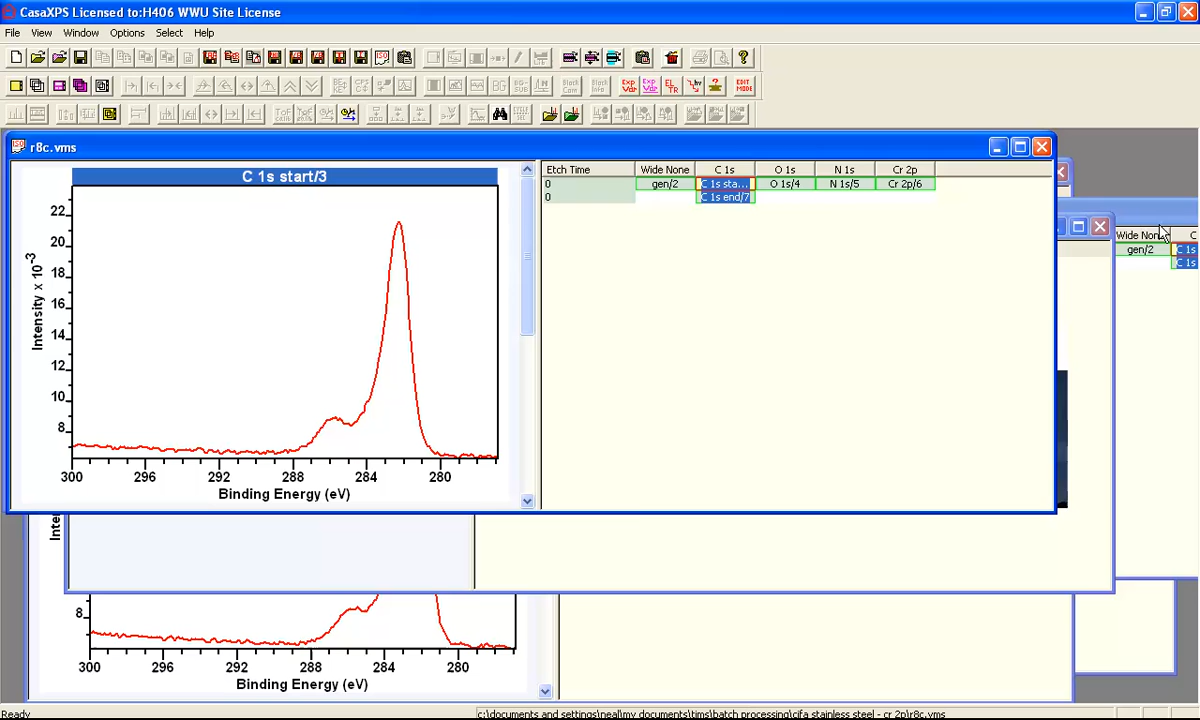 CasaXPS Licensed to:H406 WWU Site License
File View Window Options Select Help
r8c.vms
C 1s start/3
Etch Time Wide None C 1s O 1s N 1s Cr 2p
0 gen/2 C 1s sta... O 1s/4 N 1s/5 Cr 2p/6
0 C 1s end/7
Wide None C
gen/2 C 1s
C 1s
Intensity x 10⁻³
22
20
18
16
14
12
10
8
300 296 292 288 284 280
Binding Energy (eV)
Inten
8
300 296 292 288 284 280
Binding Energy (eV)
Ready c:\documents and settings\neal\my documents\tims\batch processing\cifa stainless steel - cr 2p\r8c.vms